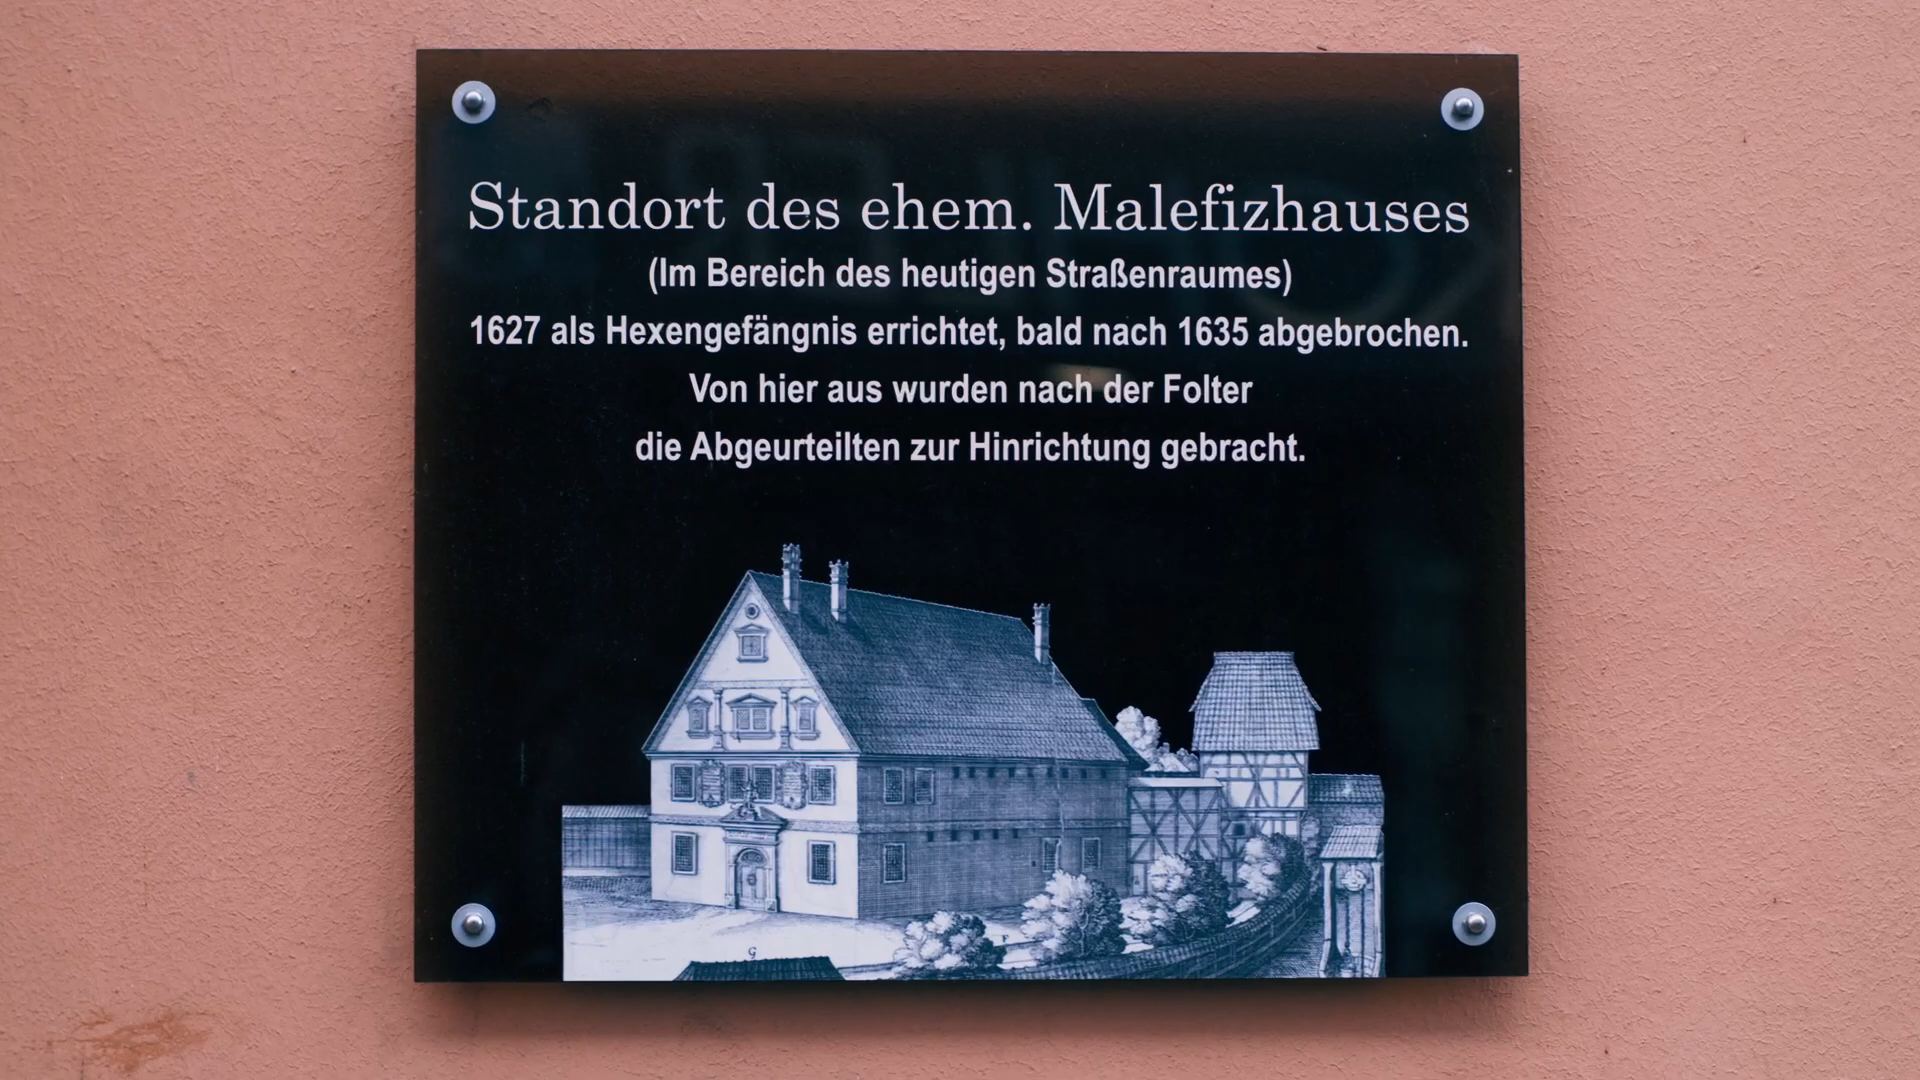 Standort des ehem. Malefizhauses
(Im Bereich des heutigen Straßenraumes)
1627 als Hexengefängnis errichtet, bald nach 1635 abgebrochen.
Von hier aus wurden nach der Folter
die Abgeurteilten zur Hinrichtung gebracht.
F
G